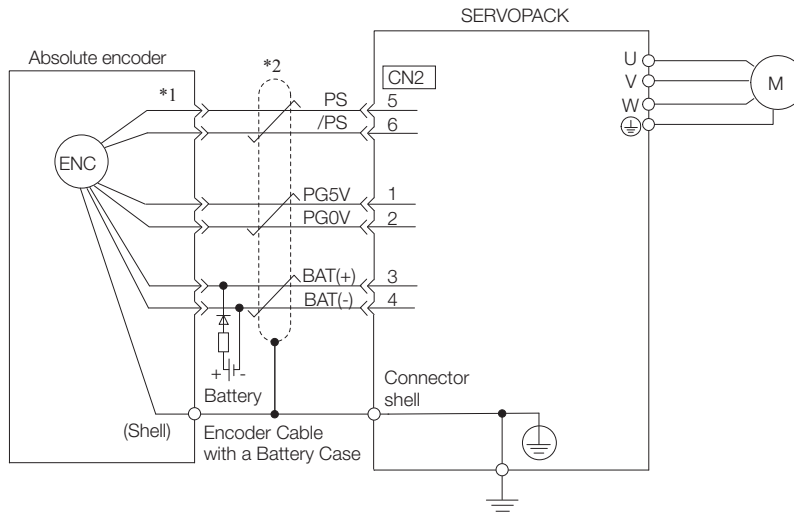 SERVOPACK
Absolute encoder
*1
*2
CN2
ENC
PS 5
/PS 6
PG5V 1
PG0V 2
BAT(+) 3
BAT(-) 4
U
V
W
M
+ -
Battery
(Shell)
Encoder Cable
with a Battery Case
Connector
shell